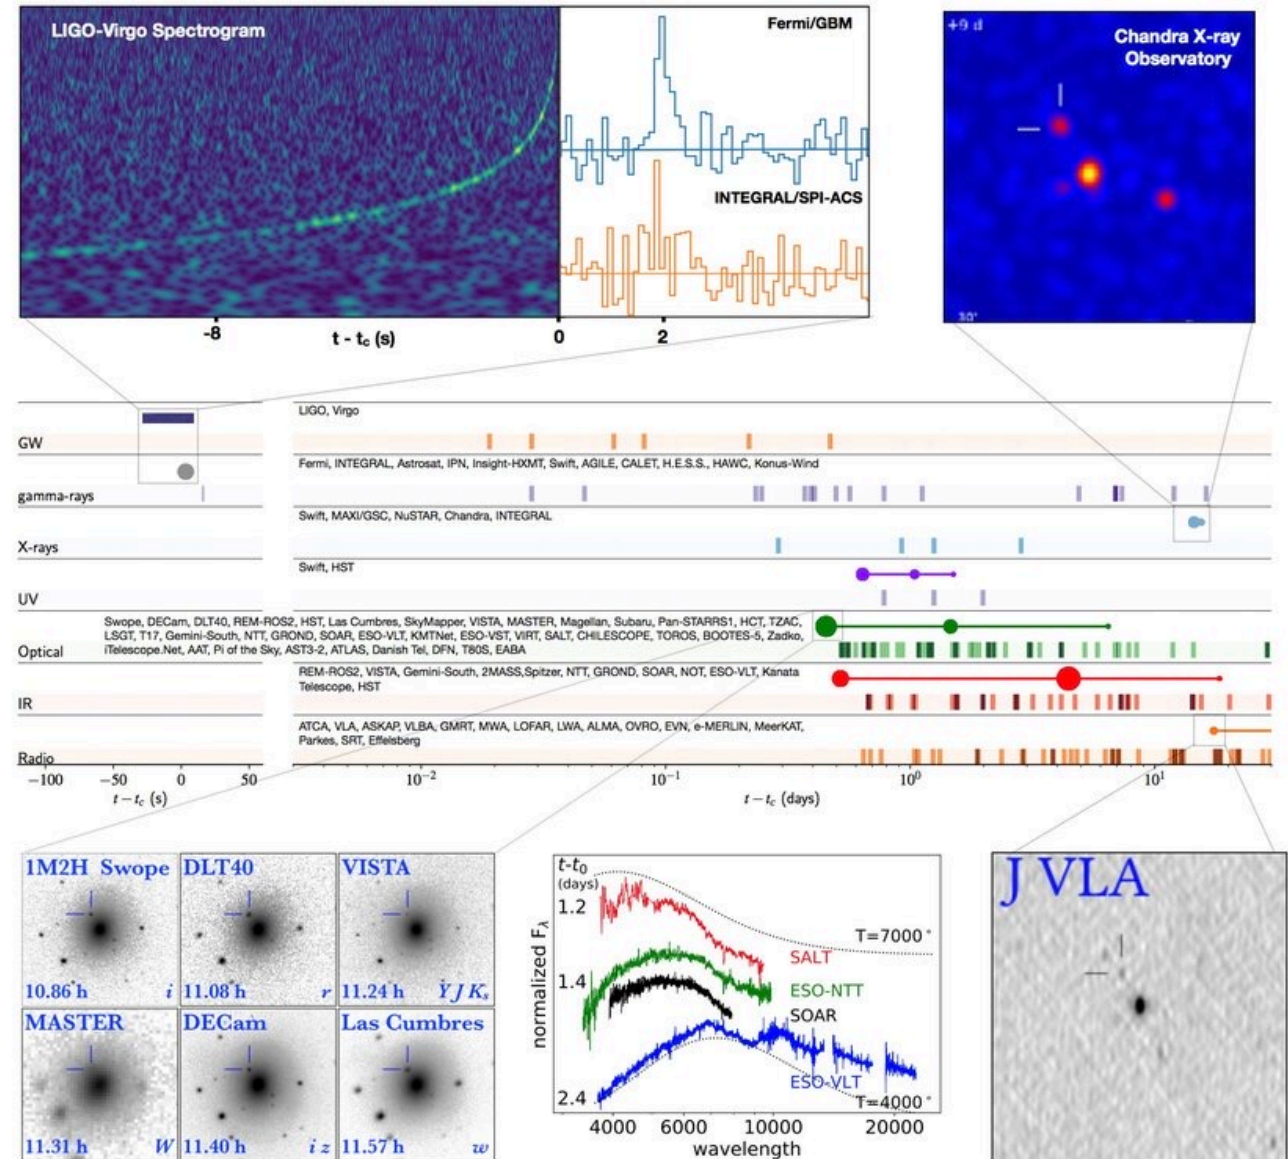 LIGO-Virgo Spectrogram
Fermi/GBM
INTEGRAL/SPI-ACS
-8
t - tc (s)
0
2
+9 d
Chandra X-ray
Observatory
30"
LIGO, Virgo
GW
Fermi, INTEGRAL, Astrosat, IPN, Insight-HXMT, Swift, AGILE, CALET, H.E.S.S., HAWC, Konus-Wind
gamma-rays
Swift, MAXI/GSC, NuSTAR, Chandra, INTEGRAL
X-rays
Swift, HST
UV
Swope, DECam, DLT40, REM-ROS2, HST, Las Cumbres, SkyMapper, VISTA, MASTER, Magellan, Subaru, Pan-STARRS1, HCT, TZAC,
LSGT, T17, Gemini-South, NTT, GROND, SOAR, ESO-VLT, KMTNet, ESO-VST, VIRT, SALT, CHILESCOPE, TOROS, BOOTES-5, Zadko,
iTelescope.Net, AAT, Pi of the Sky, AST3-2, ATLAS, Danish Tel, DFN, T80S, EABA
Optical
REM-ROS2, VISTA, Gemini-South, 2MASS,Spitzer, NTT, GROND, SOAR, NOT, ESO-VLT, Kanata
Telescope, HST
IR
ATCA, VLA, ASKAP, VLBA, GMRT, MWA, LOFAR, LWA, ALMA, OVRO, EVN, e-MERLIN, MeerKAT,
Parkes, SRT, Effelsberg
Radio
−100 −50 0 50
t − tc (s)
10⁻² 10⁻¹ 10⁰ 10¹
t − tc (days)
1M2H Swope
10.86 h i
DLT40
11.08 h r
VISTA
11.24 h Y J Ks
MASTER
11.31 h W
DECam
11.40 h i z
Las Cumbres
11.57 h w
t-t0
(days)
1.2
1.4
2.4
normalized Fλ
T=7000°
SALT
ESO-NTT
SOAR
ESO-VLT
T=4000°
4000 6000 10000 20000
wavelength
J VLA